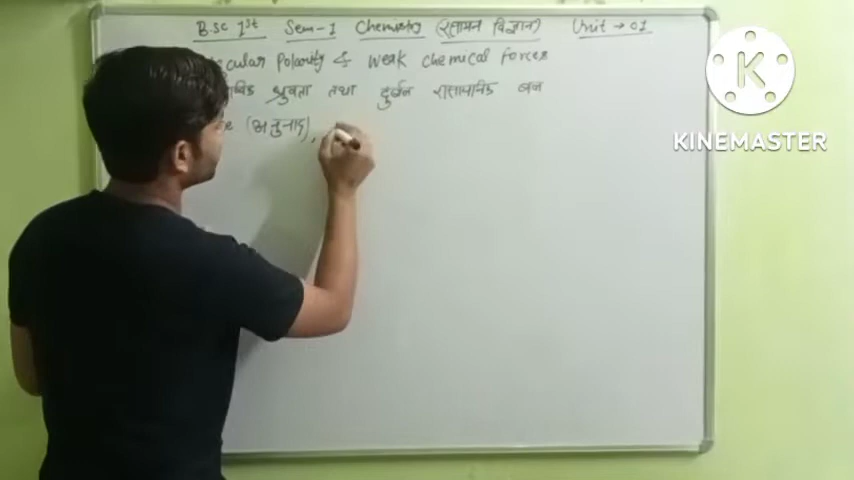 B.Sc 1st Sem-1 Chemistry (रसायन विज्ञान) Unit → 01
cular Polarity & Weak Chemical forces
ध्रुवता तथा दुर्बल रासायनिक बल
(अनुनाद),
K
KINEMASTER